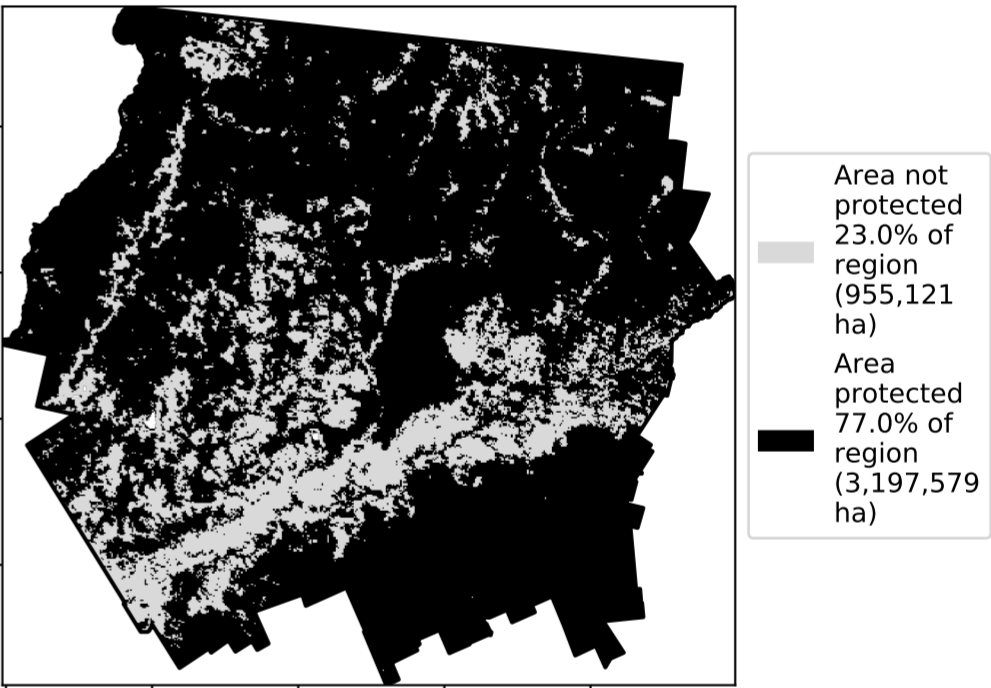 Area not
protected
23.0% of
region
(955,121
ha)
Area
protected
77.0% of
region
(3,197,579
ha)